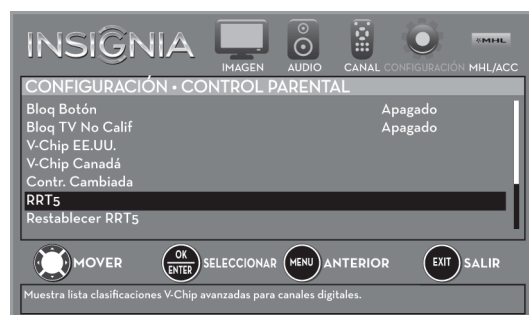 INSIGNIA
IMAGEN AUDIO CANAL CONFIGURACIÓN MHL/ACC
MHL
CONFIGURACIÓN • CONTROL PARENTAL
Bloq Botón Apagado
Bloq TV No Calif Apagado
V-Chip EE.UU.
V-Chip Canadá
Contr. Cambiada
RRT5
Restablecer RRT5
MOVER OK ENTER SELECCIONAR MENU ANTERIOR EXIT SALIR
Muestra lista clasificaciones V-Chip avanzadas para canales digitales.